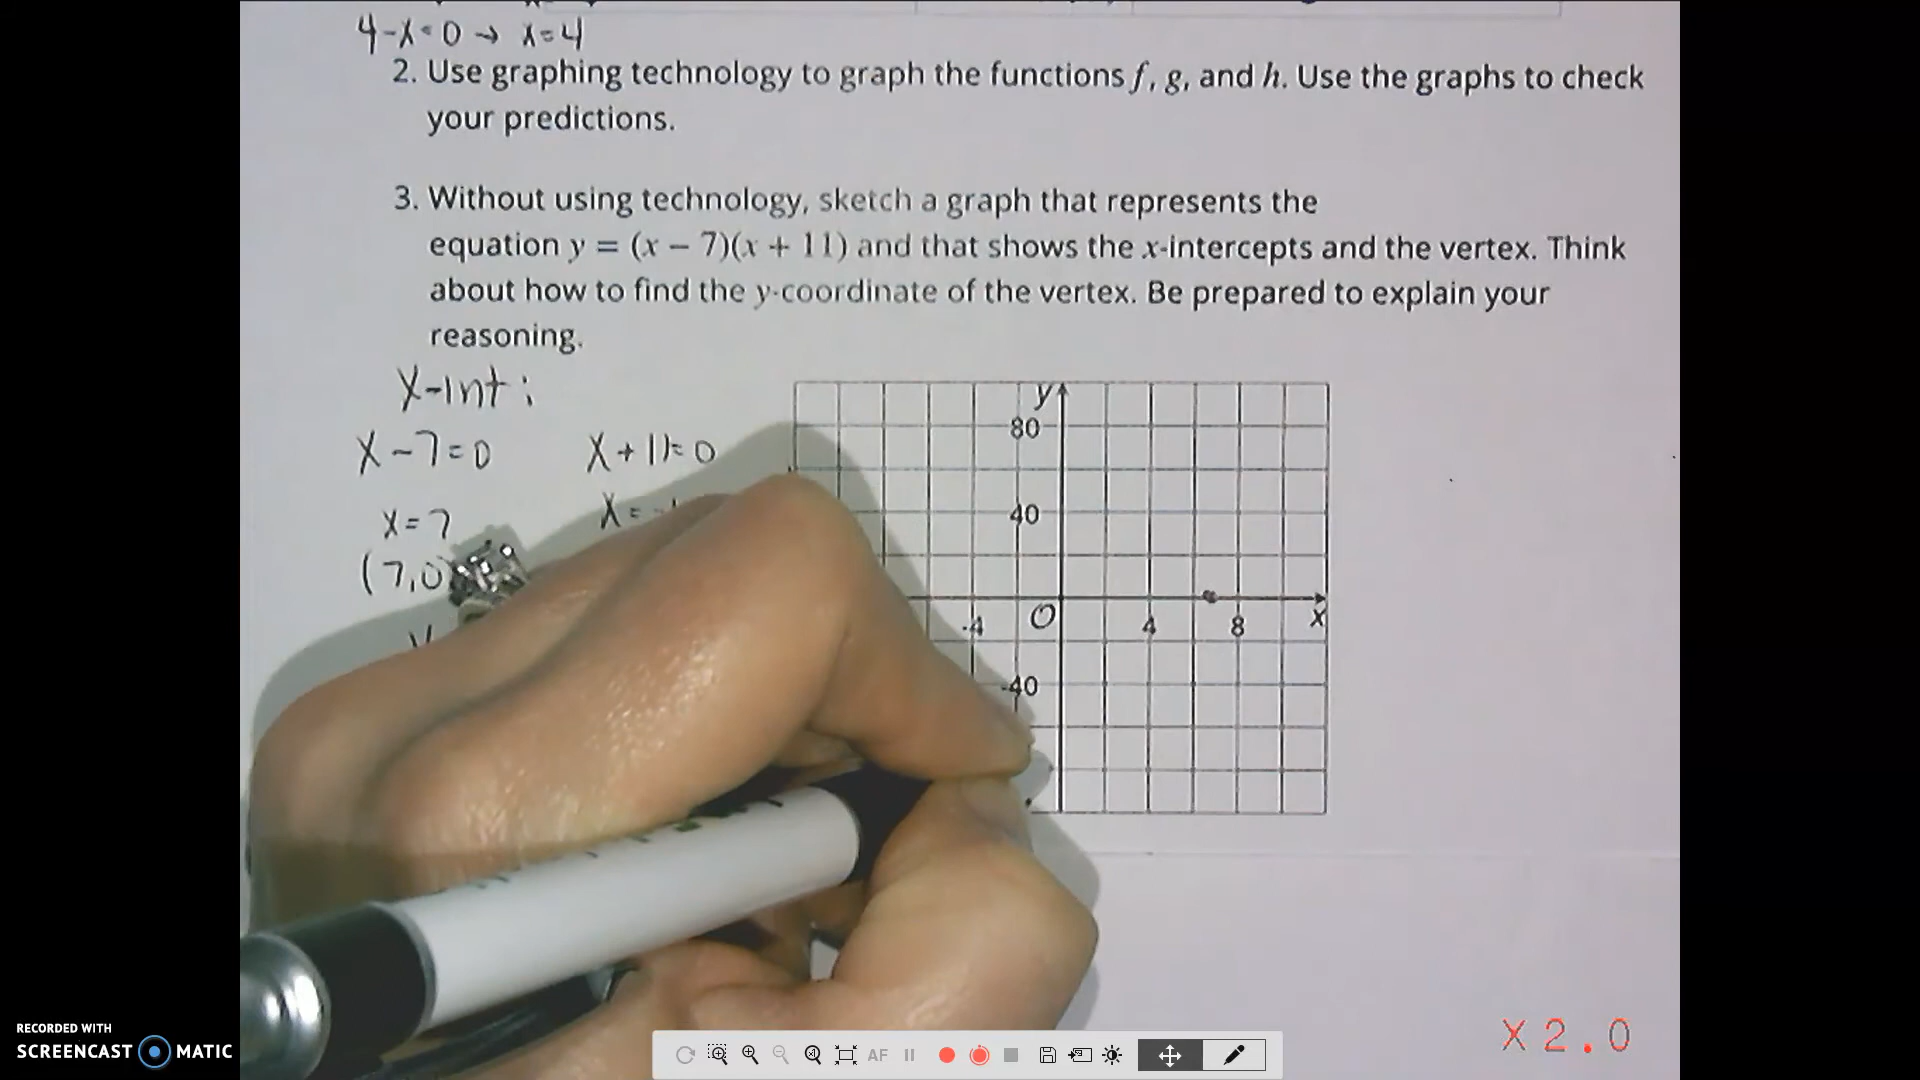 4-x=0 → x=4
2. Use graphing technology to graph the functions f, g, and h. Use the graphs to check
your predictions.
3. Without using technology, sketch a graph that represents the
equation y = (x − 7)(x + 11) and that shows the x-intercepts and the vertex. Think
about how to find the y-coordinate of the vertex. Be prepared to explain your
reasoning.
X-int:
X-7=0 X+11=0
x=7 X=-
(7,0)
y
80
40
-4 O 4 8 x
-40
X2.0
RECORDED WITH
SCREENCAST MATIC
AF